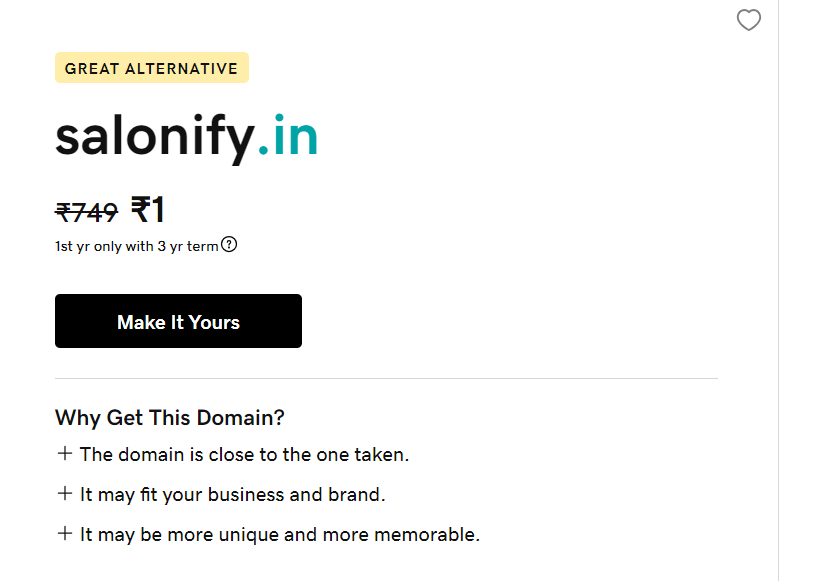 GREAT ALTERNATIVE
salonify.in
₹749 ₹1
1st yr only with 3 yr term ?
Make It Yours
Why Get This Domain?
+ The domain is close to the one taken.
+ It may fit your business and brand.
+ It may be more unique and more memorable.